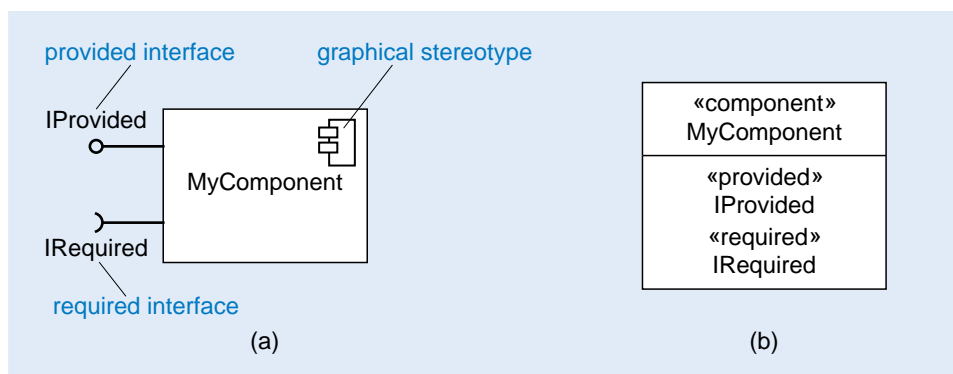 provided interface
graphical stereotype
IProvided
MyComponent
IRequired
required interface
(a)
«component»
MyComponent
«provided»
IProvided
«required»
IRequired
(b)